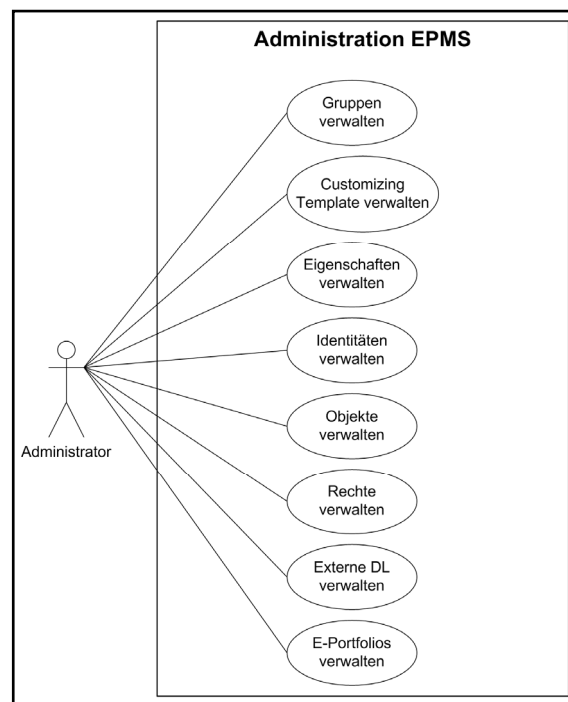 Administration EPMS
Gruppen
verwalten
Customizing
Template verwalten
Eigenschaften
verwalten
Identitäten
verwalten
Objekte
verwalten
Rechte
verwalten
Externe DL
verwalten
E-Portfolios
verwalten
Administrator